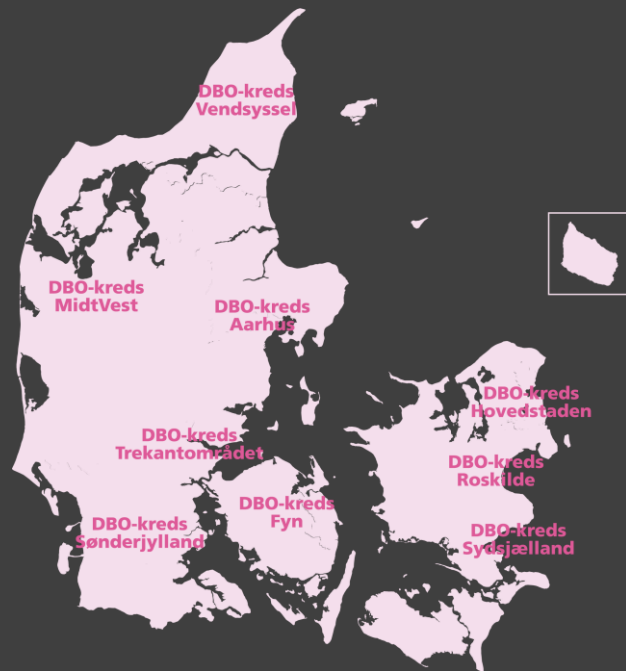 DBO-kreds
Vendsyssel
DBO-kreds
MidtVest
DBO-kreds
Aarhus
DBO-kreds
Hovedstaden
DBO-kreds
Trekantområdet
DBO-kreds
Roskilde
DBO-kreds
Fyn
DBO-kreds
Sønderjylland
DBO-kreds
Sydsjælland